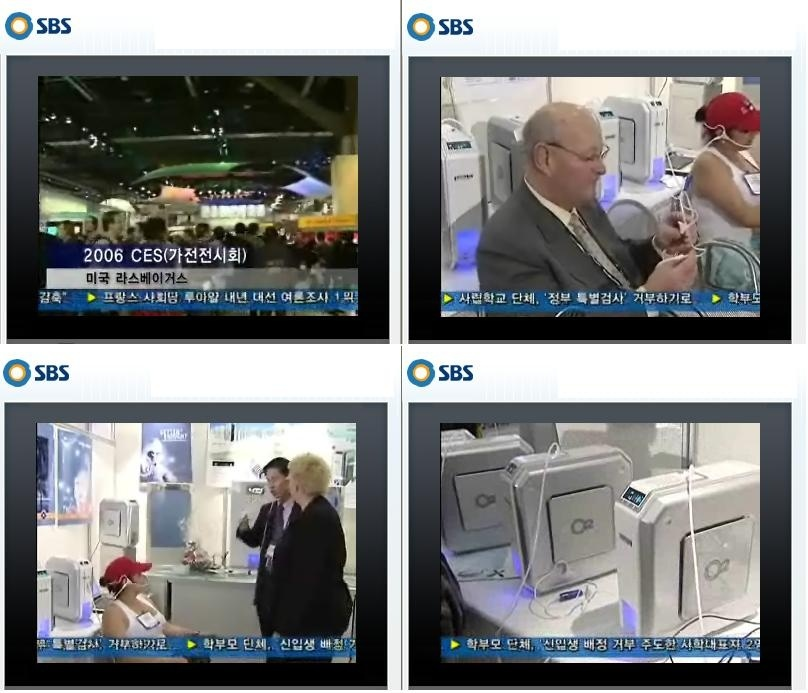 SBS
2006 CES(가전전시회)
미국 라스베이거스
감축" ▶ 프랑스 사회당 루아얄 내년 대선 여론조사 1위
SBS
▶ 사립학교 단체, '정부 특별검사' 거부하기로... ▶ 학부모
SBS
특별검사' 거부하기로... ▶ 학부모 단체, '신입생 배정 거
SBS
O2
O2
▶ 학부모 단체, '신입생 배정 거부 주도한 사학대표자 2명